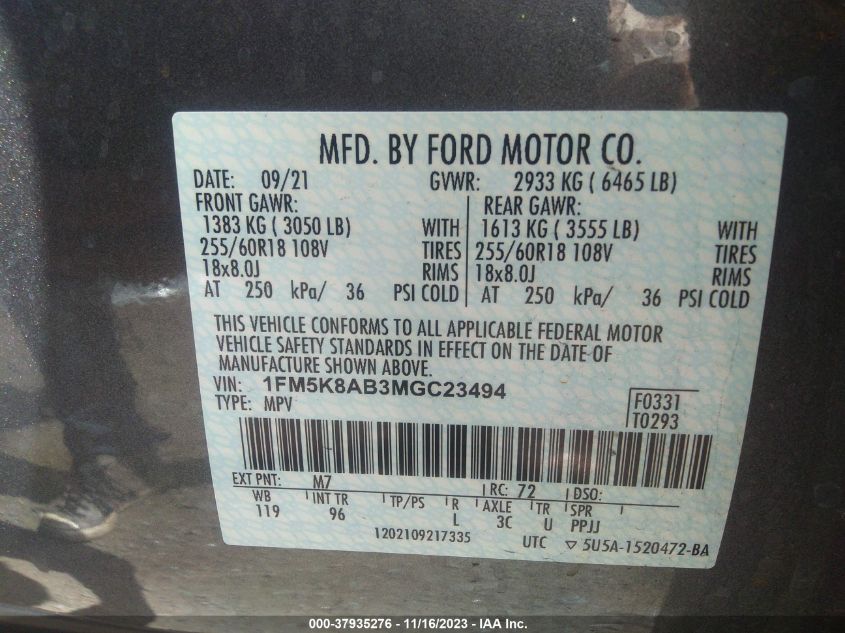 MFD. BY FORD MOTOR CO.
DATE: 09/21 GVWR: 2933 KG ( 6465 LB)
FRONT GAWR: REAR GAWR:
1383 KG ( 3050 LB) WITH 1613 KG ( 3555 LB) WITH
255/60R18 108V TIRES 255/60R18 108V TIRES
18x8.0J RIMS 18x8.0J RIMS
AT 250 kPa/ 36 PSI COLD AT 250 kPa/ 36 PSI COLD
THIS VEHICLE CONFORMS TO ALL APPLICABLE FEDERAL MOTOR
VEHICLE SAFETY STANDARDS IN EFFECT ON THE DATE OF
MANUFACTURE SHOWN ABOVE.
VIN: 1FM5K8AB3MGC23494 F0331
TYPE: MPV T0293
EXT PNT: M7 RC: 72 DSO:
WB INT TR TP/PS R AXLE TR SPR
119 96 L 3C U PPJJ
1202109217335 UTC ▽ 5U5A-1520472-BA
000-37935276 - 11/16/2023 - IAA Inc.